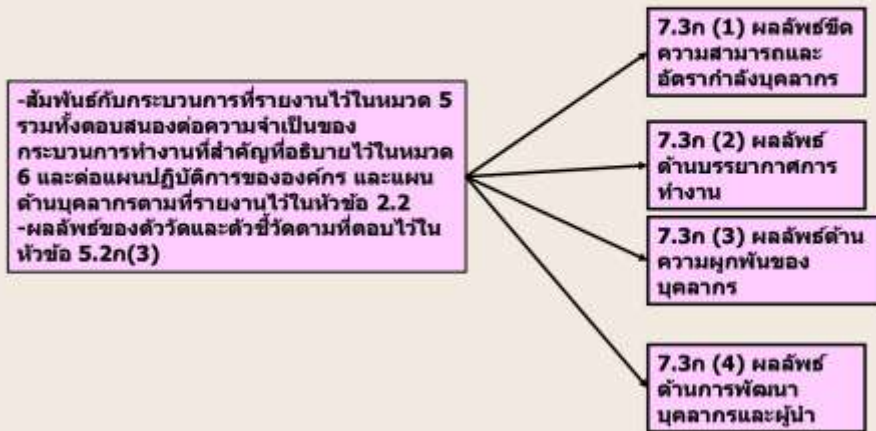 -สัมพันธ์กับกระบวนการที่รายงานไว้ในหมวด 5
รวมทั้งตอบสนองต่อความจำเป็นของ
กระบวนการทำงานที่สำคัญที่อธิบายไว้ในหมวด
6 และต่อแผนปฏิบัติการขององค์กร และแผน
ด้านบุคลากรตามที่รายงานไว้ในหัวข้อ 2.2
-ผลลัพธ์ของตัววัดและตัวชี้วัดตามที่ตอบไว้ใน
หัวข้อ 5.2ก(3)
7.3ก (1) ผลลัพธ์ขีด
ความสามารถและ
อัตรากำลังบุคลากร
7.3ก (2) ผลลัพธ์
ด้านบรรยากาศการ
ทำงาน
7.3ก (3) ผลลัพธ์ด้าน
ความผูกพันของ
บุคลากร
7.3ก (4) ผลลัพธ์
ด้านการพัฒนา
บุคลากรและผู้นำ